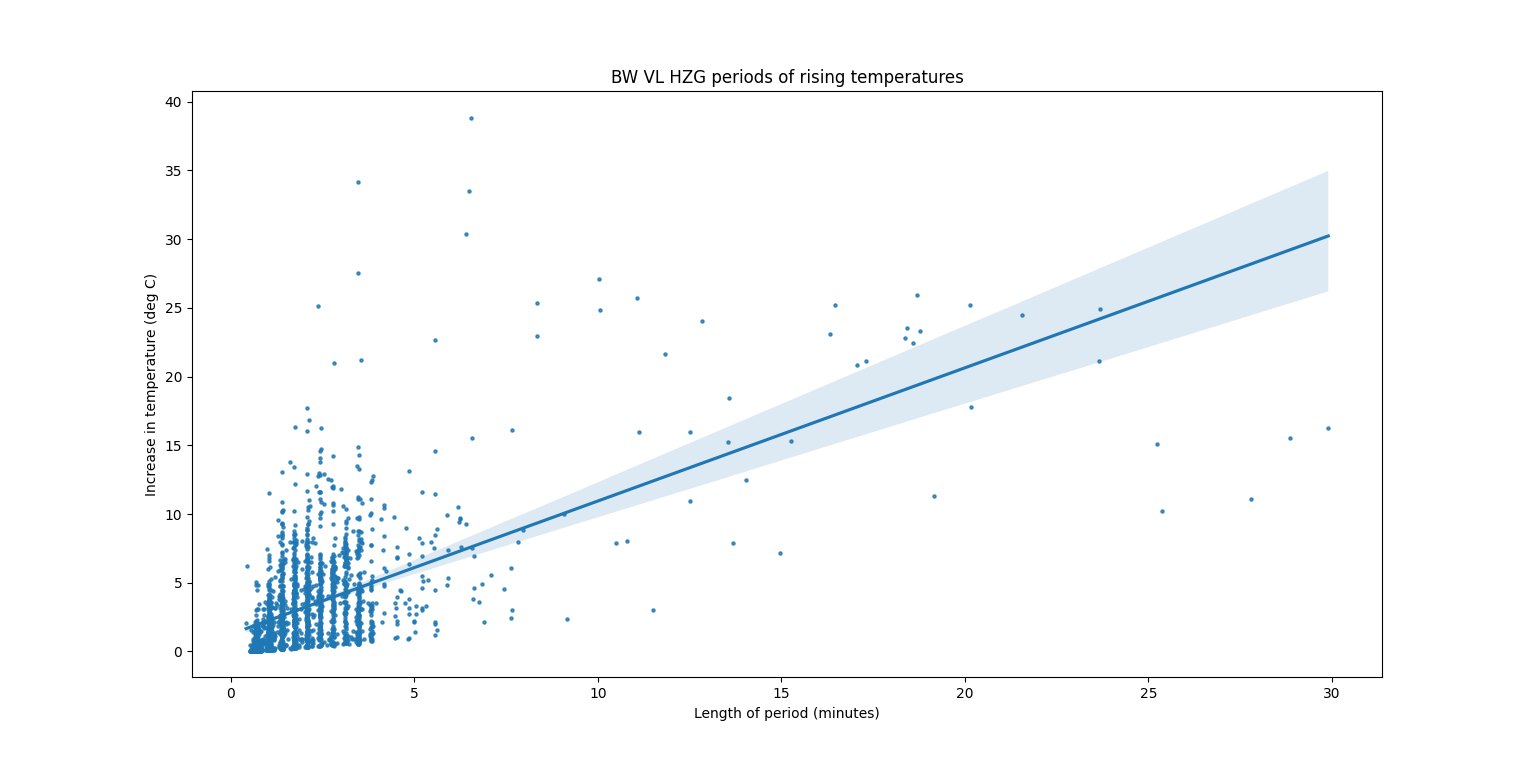 BW VL HZG periods of rising temperatures
40
35
30
25
20
15
10
5
0
Increase in temperature (deg C)
0 5 10 15 20 25 30
Length of period (minutes)